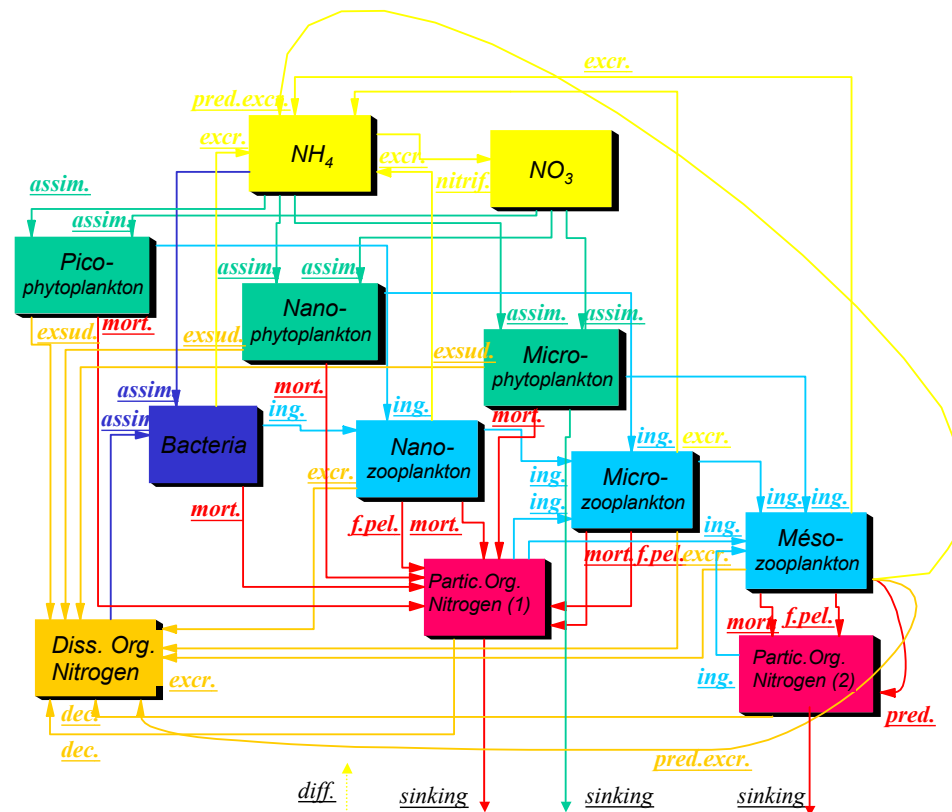 excr.
pred.excr.
excr.
NH4
excr.
NO3
nitrif.
assim.
assim.
Pico-
phytoplankton
assim.
assim.
Nano-
phytoplankton
assim.
assim.
exsud.
mort.
exsud.
exsud.
Micro-
phytoplankton
mort.
mort.
assim.
assim
ing.
ing.
Bacteria
Nano-
zooplankton
ing.
excr.
ing.
ing.
Micro-
zooplankton
excr.
mort.
f.pel.
mort.
ing.
ing.
ing.
Méso-
zooplankton
mort.
f.pel.
excr.
Partic.Org.
Nitrogen (1)
Diss. Org.
Nitrogen
excr.
mort.
f.pel.
ing.
Partic.Org.
Nitrogen (2)
pred.
dec.
dec.
pred.excr.
diff.
sinking
sinking
sinking